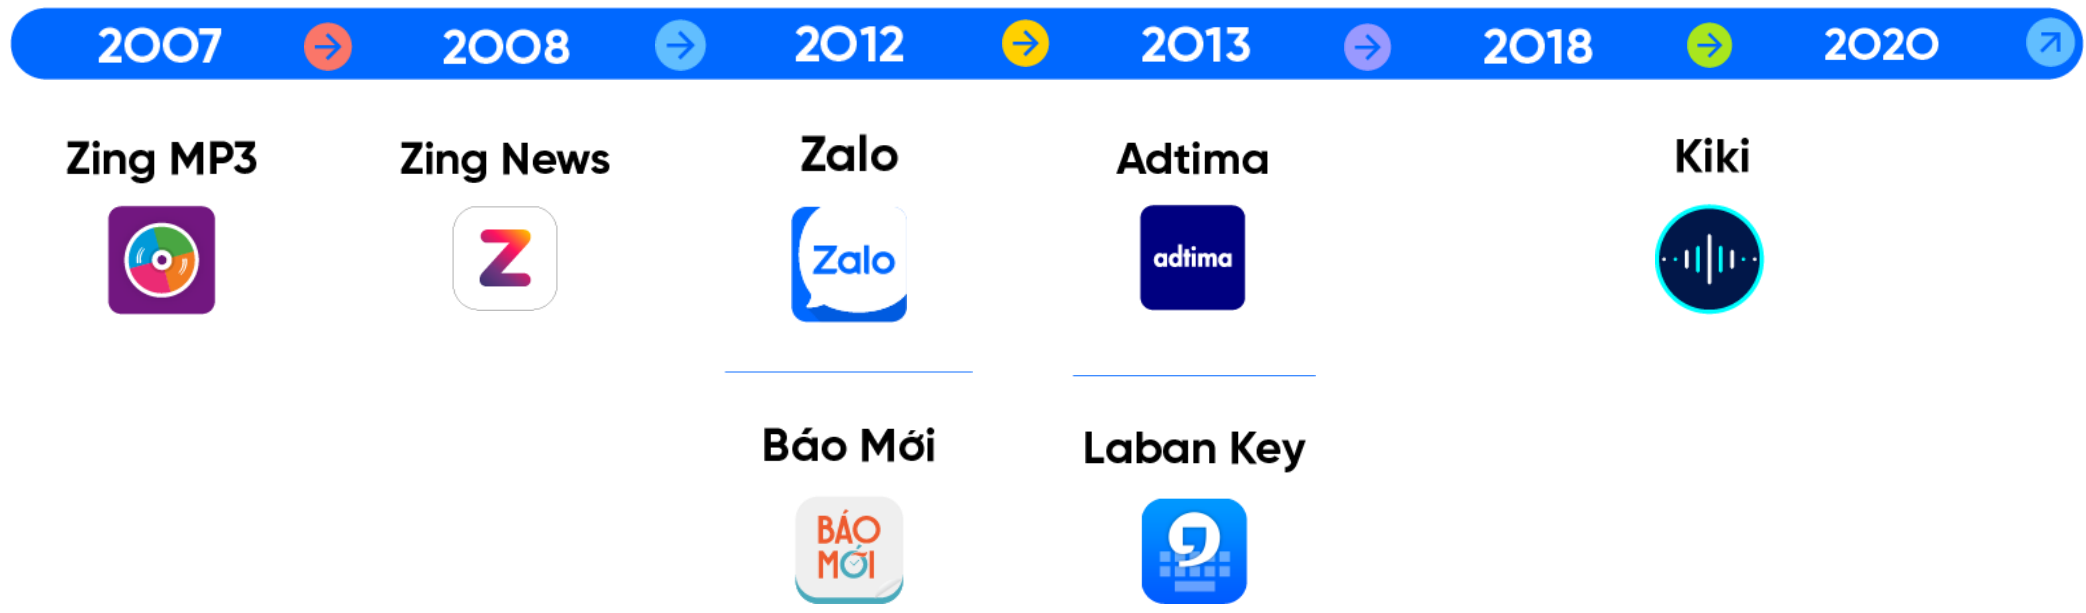 2007 2008 2012 2013 2018 2020
Zing MP3 Zing News Zalo Adtima Kiki
Zalo adtima
Báo Mới Laban Key
BÁO
MỚI